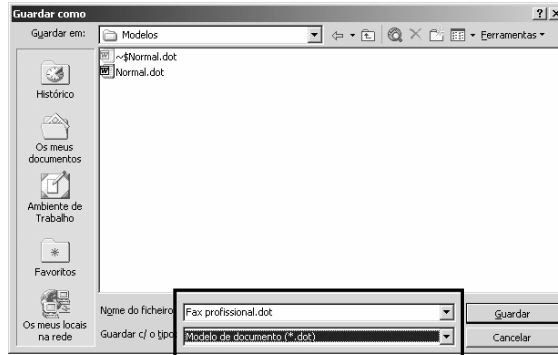 Guardar como
Guardar em:
Modelos
Ferramentas
~$Normal.dot
Normal.dot
Histórico
Os meus
documentos
Ambiente de
Trabalho
Favoritos
Os meus locais
na rede
Nome do ficheiro
Fax profissional.dot
Guardar
Guardar c/ o tipo
Modelo de documento (*.dot)
Cancelar